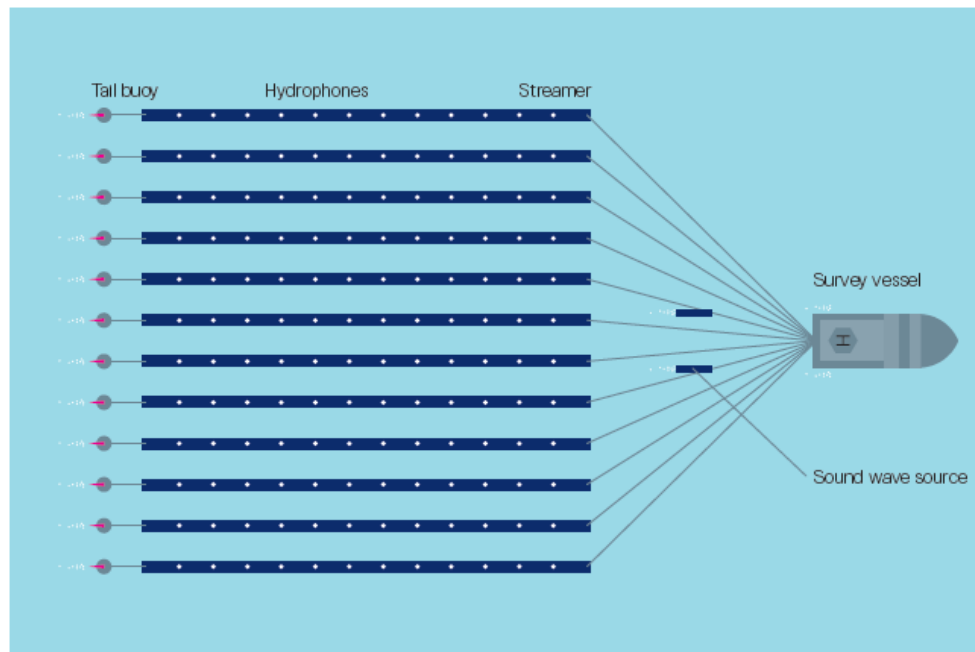 Tail buoy
Hydrophones
Streamer
Survey vessel
H
Sound wave source